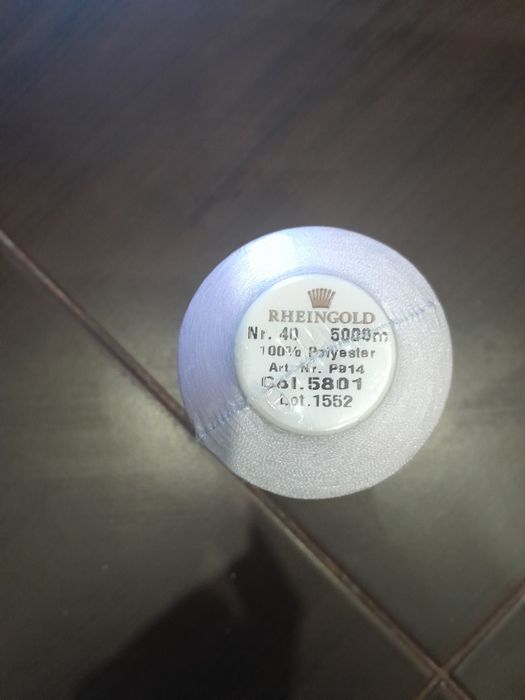 RHEINGOLD
Nr. 40 5000m
100% Polyester
Art. Nr. P914
Col.5801
Lot.1552